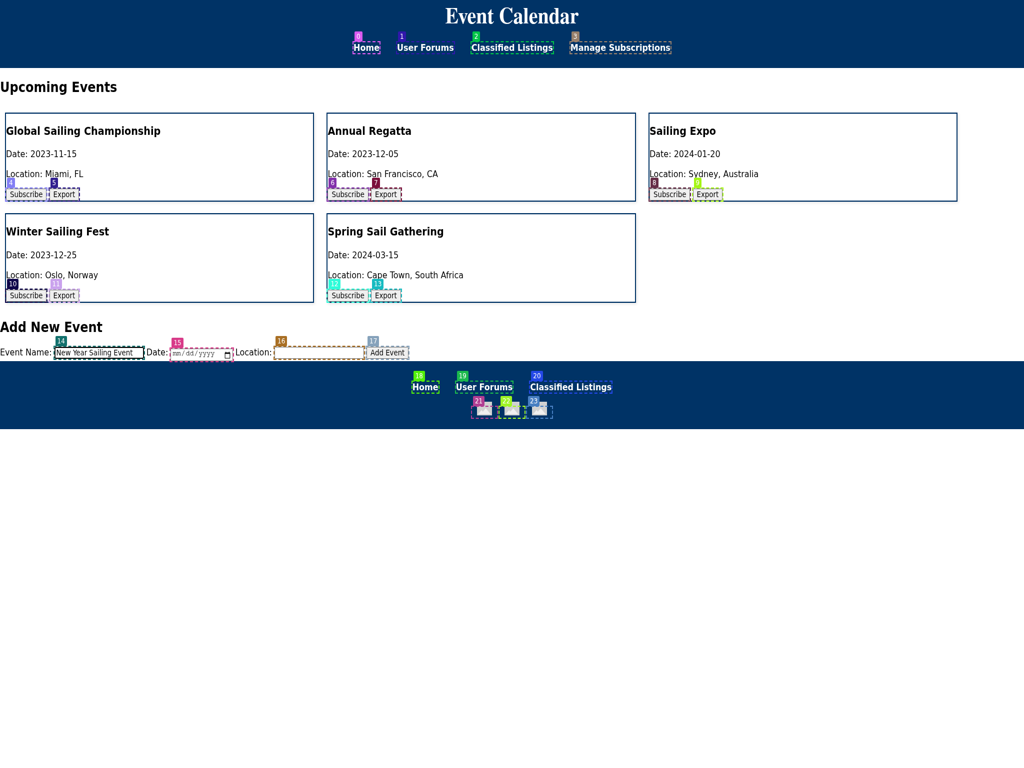 Event Calendar
0 1 2 3
Home User Forums Classified Listings Manage Subscriptions
Upcoming Events
Global Sailing Championship
Date: 2023-11-15
Location: Miami, FL
4 5
Subscribe Export
Annual Regatta
Date: 2023-12-05
Location: San Francisco, CA
6 7
Subscribe Export
Sailing Expo
Date: 2024-01-20
Location: Sydney, Australia
8 9
Subscribe Export
Winter Sailing Fest
Date: 2023-12-25
Location: Oslo, Norway
10 11
Subscribe Export
Spring Sail Gathering
Date: 2024-03-15
Location: Cape Town, South Africa
12 13
Subscribe Export
Add New Event
14 15 16 17
Event Name: New Year Sailing Event Date: mm/dd/yyyy Location: Add Event
18 19 20
Home User Forums Classified Listings
21 22 23